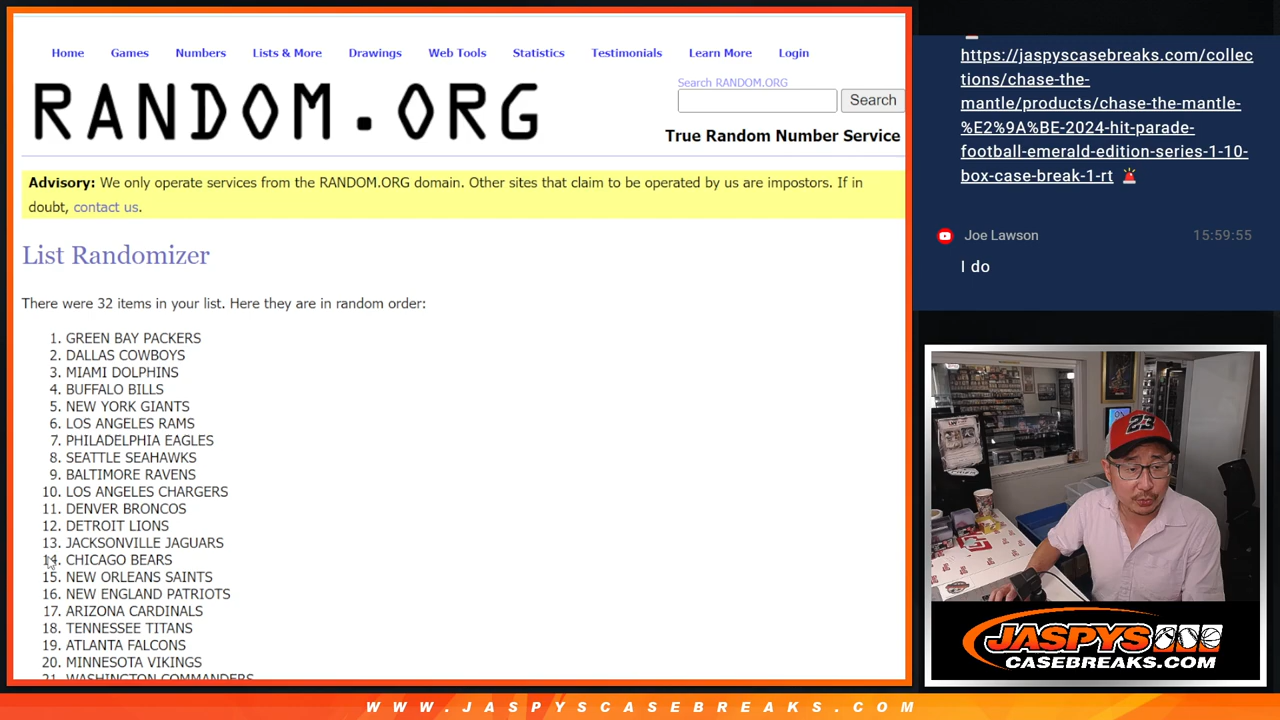 Home Games Numbers Lists & More Drawings Web Tools Statistics Testimonials Learn More Login
RANDOM.ORG
Search RANDOM.ORG
Search
True Random Number Service
Advisory: We only operate services from the RANDOM.ORG domain. Other sites that claim to be operated by us are impostors. If in
doubt, contact us.
List Randomizer
There were 32 items in your list. Here they are in random order:
1. GREEN BAY PACKERS
2. DALLAS COWBOYS
3. MIAMI DOLPHINS
4. BUFFALO BILLS
5. NEW YORK GIANTS
6. LOS ANGELES RAMS
7. PHILADELPHIA EAGLES
8. SEATTLE SEAHAWKS
9. BALTIMORE RAVENS
10. LOS ANGELES CHARGERS
11. DENVER BRONCOS
12. DETROIT LIONS
13. JACKSONVILLE JAGUARS
14. CHICAGO BEARS
15. NEW ORLEANS SAINTS
16. NEW ENGLAND PATRIOTS
17. ARIZONA CARDINALS
18. TENNESSEE TITANS
19. ATLANTA FALCONS
20. MINNESOTA VIKINGS
21. WASHINGTON COMMANDERS
https://jaspyscasebreaks.com/collec
tions/chase-the-
mantle/products/chase-the-mantle-
%E2%9A%BE-2024-hit-parade-
football-emerald-edition-series-1-10-
box-case-break-1-rt
Joe Lawson 15:59:55
I do
23
JASPYS
CASEBREAKS.COM
WWW.JASPYSCASEBREAKS.COM